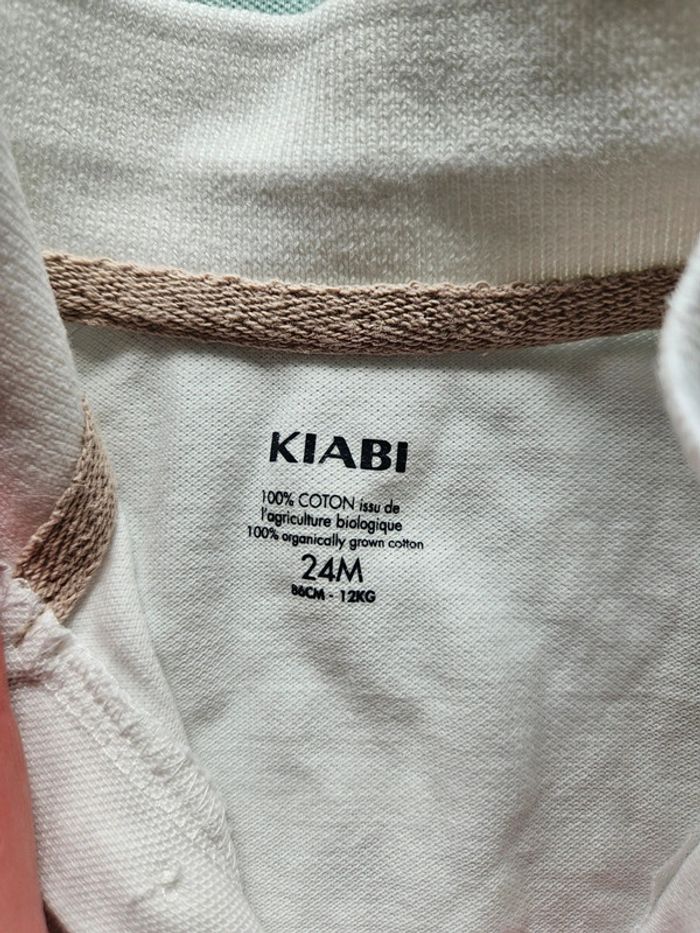 KIABI
100% COTON issu de
l'agriculture biologique
100% organically grown cotton
24M
86CM - 12KG